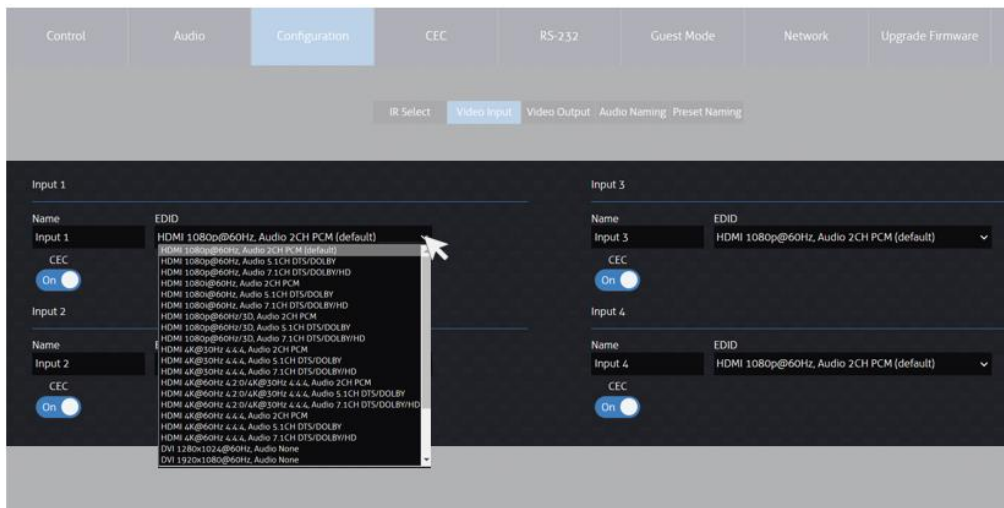 Control Audio Configuration CEC RS-232 Guest Mode Network Upgrade Firmware
IR Select Video Input Video Output Audio Naming Preset Naming
Input 1
Name EDID
Input 1 HDMI 1080p@60Hz, Audio 2CH PCM (default)
HDMI 1080p@60Hz, Audio 2CH PCM (default)
HDMI 1080p@60Hz, Audio 5.1CH DTS/DOLBY
HDMI 1080p@60Hz, Audio 7.1CH DTS/DOLBY/HD
HDMI 1080i@60Hz, Audio 2CH PCM
HDMI 1080i@60Hz, Audio 5.1CH DTS/DOLBY
HDMI 1080i@60Hz, Audio 7.1CH DTS/DOLBY/HD
HDMI 1080p@60Hz/3D, Audio 2CH PCM
HDMI 1080p@60Hz/3D, Audio 5.1CH DTS/DOLBY
HDMI 1080p@60Hz/3D, Audio 7.1CH DTS/DOLBY/HD
HDMI 4K@30Hz 4:4:4, Audio 2CH PCM
HDMI 4K@30Hz 4:4:4, Audio 5.1CH DTS/DOLBY
HDMI 4K@30Hz 4:4:4, Audio 7.1CH DTS/DOLBY/HD
HDMI 4K@60Hz 4:2:0/4K@30Hz 4:4:4, Audio 2CH PCM
HDMI 4K@60Hz 4:2:0/4K@30Hz 4:4:4, Audio 5.1CH DTS/DOLBY
HDMI 4K@60Hz 4:2:0/4K@30Hz 4:4:4, Audio 7.1CH DTS/DOLBY/HD
HDMI 4K@60Hz 4:4:4, Audio 2CH PCM
HDMI 4K@60Hz 4:4:4, Audio 5.1CH DTS/DOLBY
HDMI 4K@60Hz 4:4:4, Audio 7.1CH DTS/DOLBY/HD
DVI 1280x1024@60Hz, Audio None
DVI 1920x1080@60Hz, Audio None
CEC
On
Input 2
Name
Input 2
CEC
On
Input 3
Name EDID
Input 3 HDMI 1080p@60Hz, Audio 2CH PCM (default)
CEC
On
Input 4
Name EDID
Input 4 HDMI 1080p@60Hz, Audio 2CH PCM (default)
CEC
On